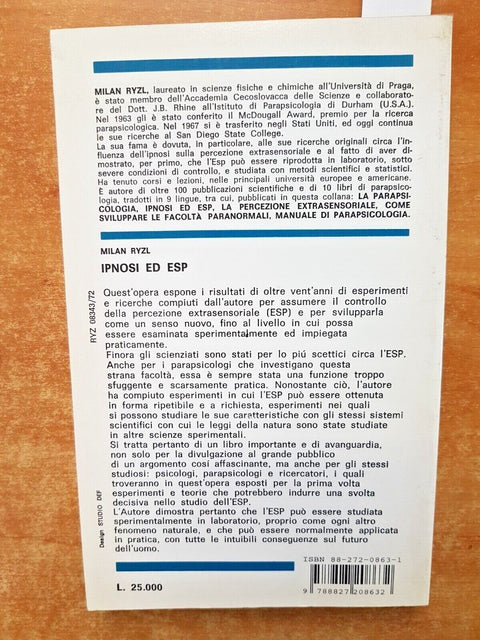 MILAN RYZL, laureato in scienze fisiche e chimiche all'Università di Praga,
è stato membro dell'Accademia Cecoslovacca delle Scienze e collaborato-
re del Dott. J.B. Rhine all'Istituto di Parapsicologia di Durham (U.S.A.).
Nel 1963 gli è stato conferito il McDougall Award, premio per la ricerca
parapsicologica. Nel 1967 si è trasferito negli Stati Uniti, ed oggi continua
le sue ricerche al San Diego State College.
La sua fama è dovuta, in particolare, alle sue ricerche originali circa l'in-
fluenza dell'ipnosi sulla percezione extrasensoriale e al fatto di aver di-
mostrato, per primo, che l'Esp può essere riprodotta in laboratorio, sotto
severe condizioni di controllo, e studiata con metodi scientifici e statistici.
Ha tenuto corsi e lezioni, nelle principali università europee e americane.
È autore di oltre 100 pubblicazioni scientifiche e di 10 libri di parapsico-
logia, tradotti in 9 lingue, tra cui, pubblicati in questa collana: LA PARAPSI-
COLOGIA, IPNOSI ED ESP, LA PERCEZIONE EXTRASENSORIALE, COME
SVILUPPARE LE FACOLTÀ PARANORMALI, MANUALE DI PARAPSICOLOGIA.
MILAN RYZL
IPNOSI ED ESP
Quest'opera espone i risultati di oltre vent'anni di esperimenti
e ricerche compiuti dall'autore per assumere il controllo
della percezione extrasensoriale (ESP) e per svilupparla
come un senso nuovo, fino al livello in cui possa
essere esaminata sperimentalmente ed impiegata
praticamente.
Finora gli scienziati sono stati per lo piú scettici circa l'ESP.
Anche per i parapsicologi che investigano questa
strana facoltà, essa è sempre stata una funzione troppo
sfuggente e scarsamente pratica. Nonostante ciò, l'autore
ha compiuto esperimenti in cui l'ESP può essere ottenuta
in forma ripetibile e a richiesta, esperimenti nei quali
si possono studiare le sue caratteristiche con gli stessi sistemi
scientifici con cui le leggi della natura sono state studiate
in altre scienze sperimentali.
Si tratta pertanto di un libro importante e di avanguardia,
non solo per la divulgazione al grande pubblico
di un argomento cosí affascinante, ma anche per gli stessi
studiosi: psicologi, parapsicologi e ricercatori, i quali
troveranno in quest'opera esposti per la prima volta
esperimenti e teorie che potrebbero indurre una svolta
decisiva nello studio dell'ESP.
L'Autore dimostra pertanto che l'ESP può essere studiata
sperimentalmente in laboratorio, proprio come ogni altro
fenomeno naturale, e che può essere normalmente applicata
in pratica, con tutte le intuibili conseguenze sul futuro
dell'uomo.
RYZ 08343/72
Design STUDIO DEF
ISBN 88-272-0863-1
L. 25.000
9 788827 208632